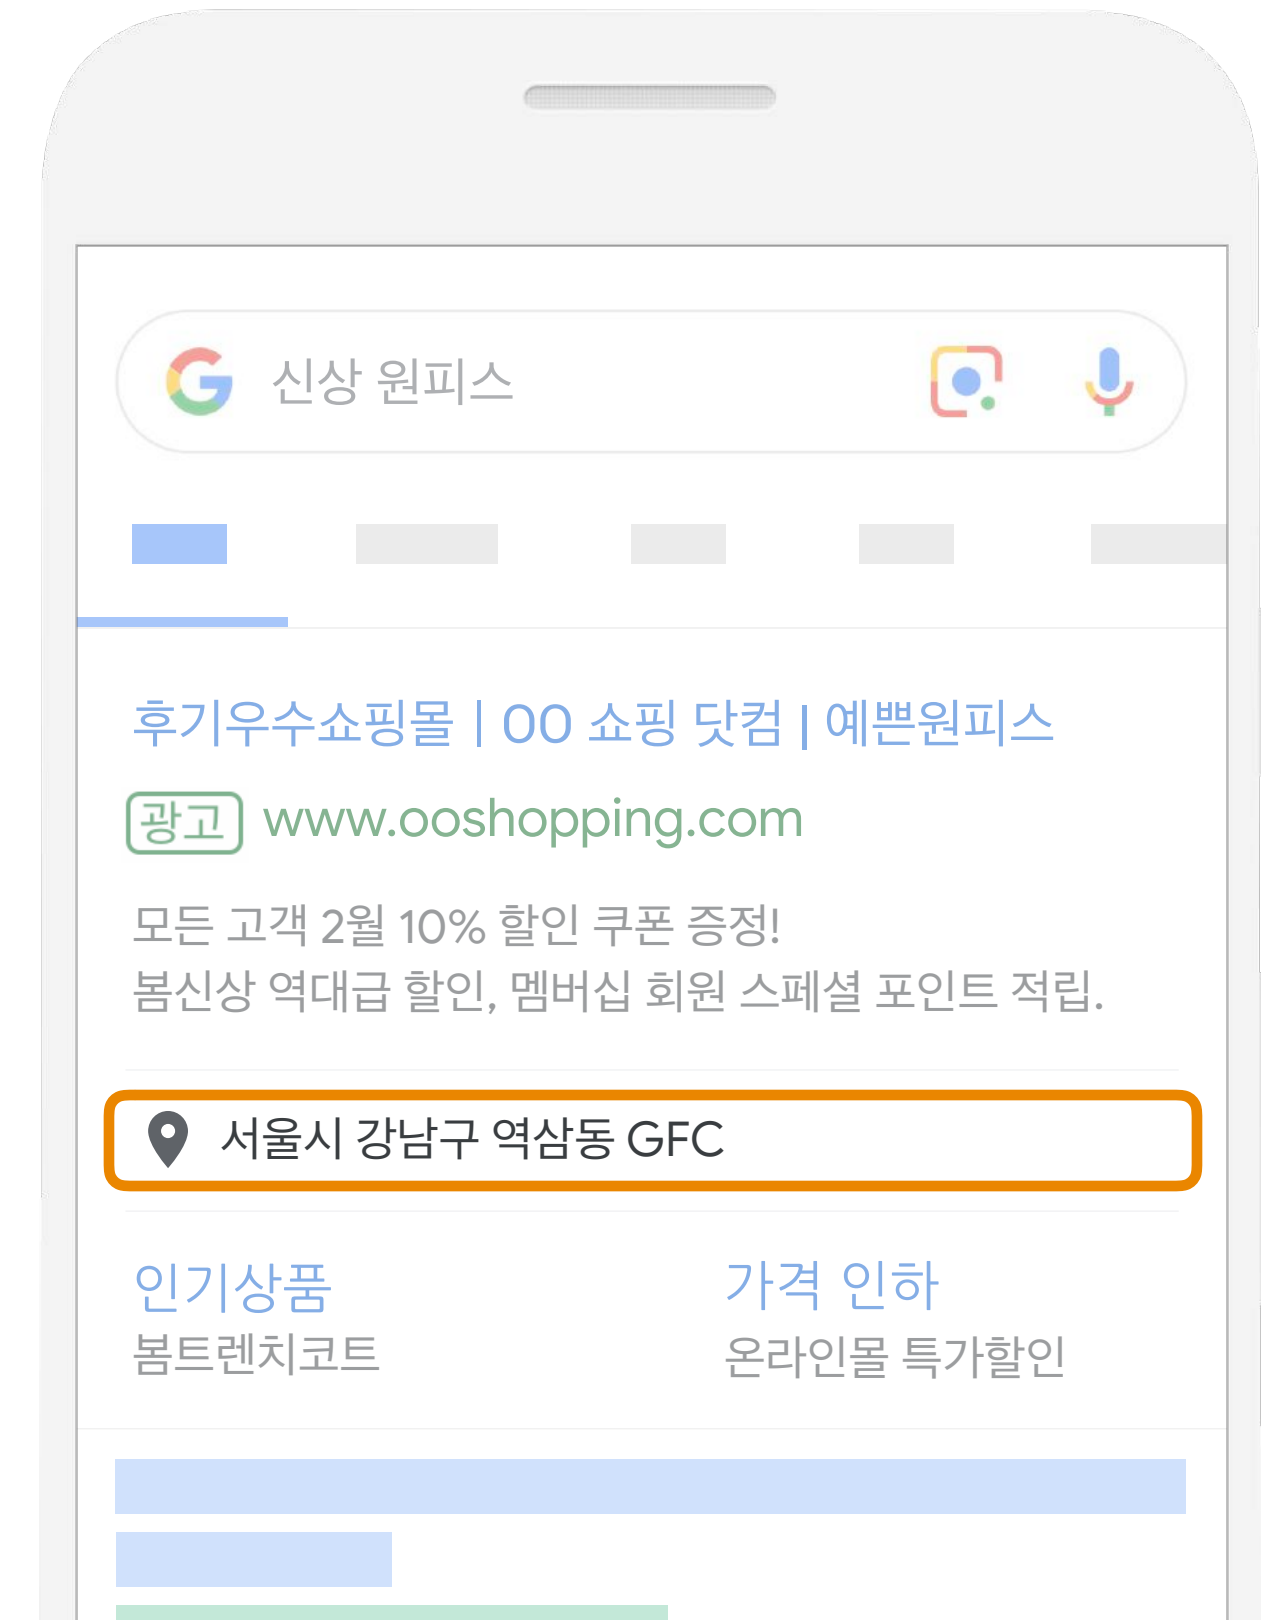 신상 원피스
후기우수쇼핑몰 | OO 쇼핑 닷컴 | 예쁜원피스
광고 www.ooshopping.com
모든 고객 2월 10% 할인 쿠폰 증정!
봄신상 역대급 할인, 멤버십 회원 스페셜 포인트 적립.
서울시 강남구 역삼동 GFC
인기상품 가격 인하
봄트렌치코트 온라인몰 특가할인